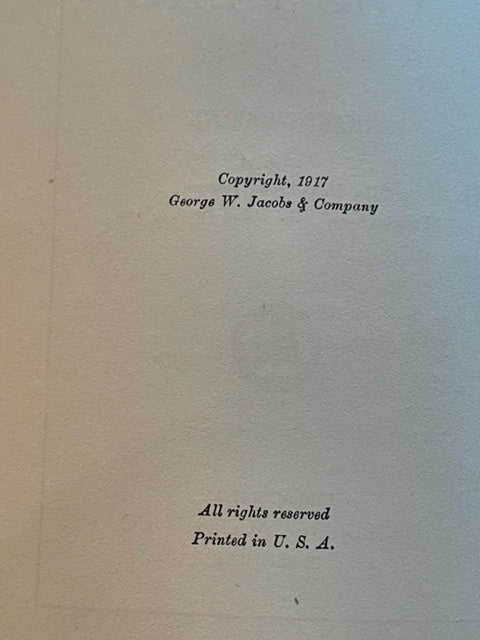 Copyright, 1917
George W. Jacobs & Company
All rights reserved
Printed in U. S. A.